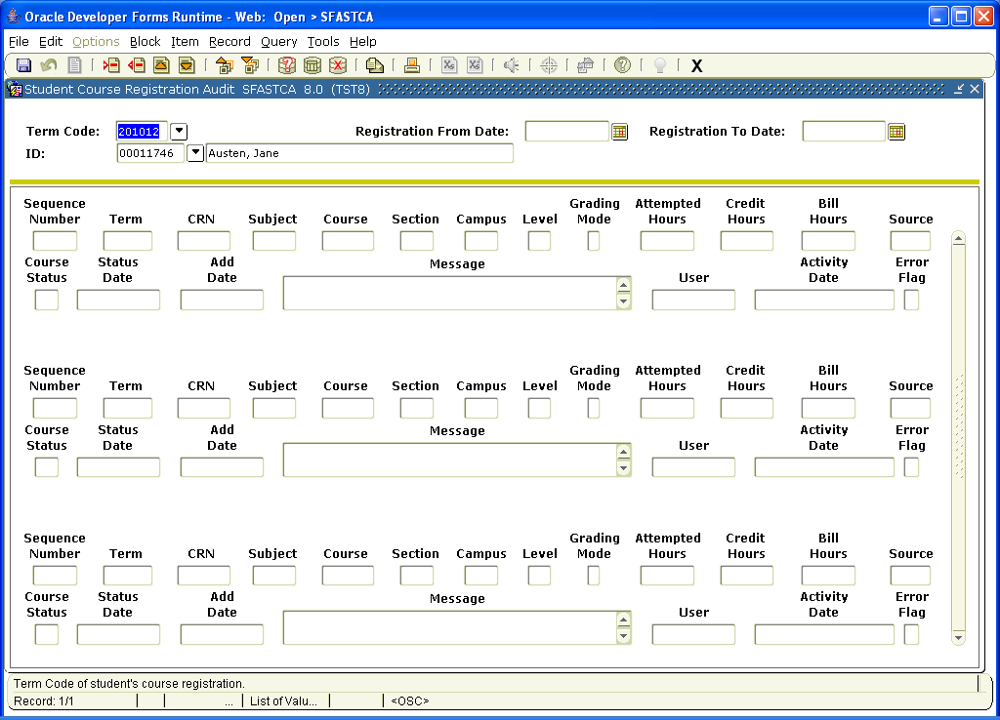 Oracle Developer Forms Runtime - Web: Open > SFASTCA
File Edit Options Block Item Record Query Tools Help
X
Student Course Registration Audit SFASTCA 8.0 (TST8)
Term Code: 201012 Registration From Date: Registration To Date:
ID: 00011746 Austen, Jane
Sequence Number Term CRN Subject Course Section Campus Level Grading Mode Attempted Hours Credit Hours Bill Hours Source
Course Status Status Date Add Date Message User Activity Date Error Flag
Sequence Number Term CRN Subject Course Section Campus Level Grading Mode Attempted Hours Credit Hours Bill Hours Source
Course Status Status Date Add Date Message User Activity Date Error Flag
Sequence Number Term CRN Subject Course Section Campus Level Grading Mode Attempted Hours Credit Hours Bill Hours Source
Course Status Status Date Add Date Message User Activity Date Error Flag
Term Code of student's course registration.
Record: 1/1 ... List of Valu... <OSC>